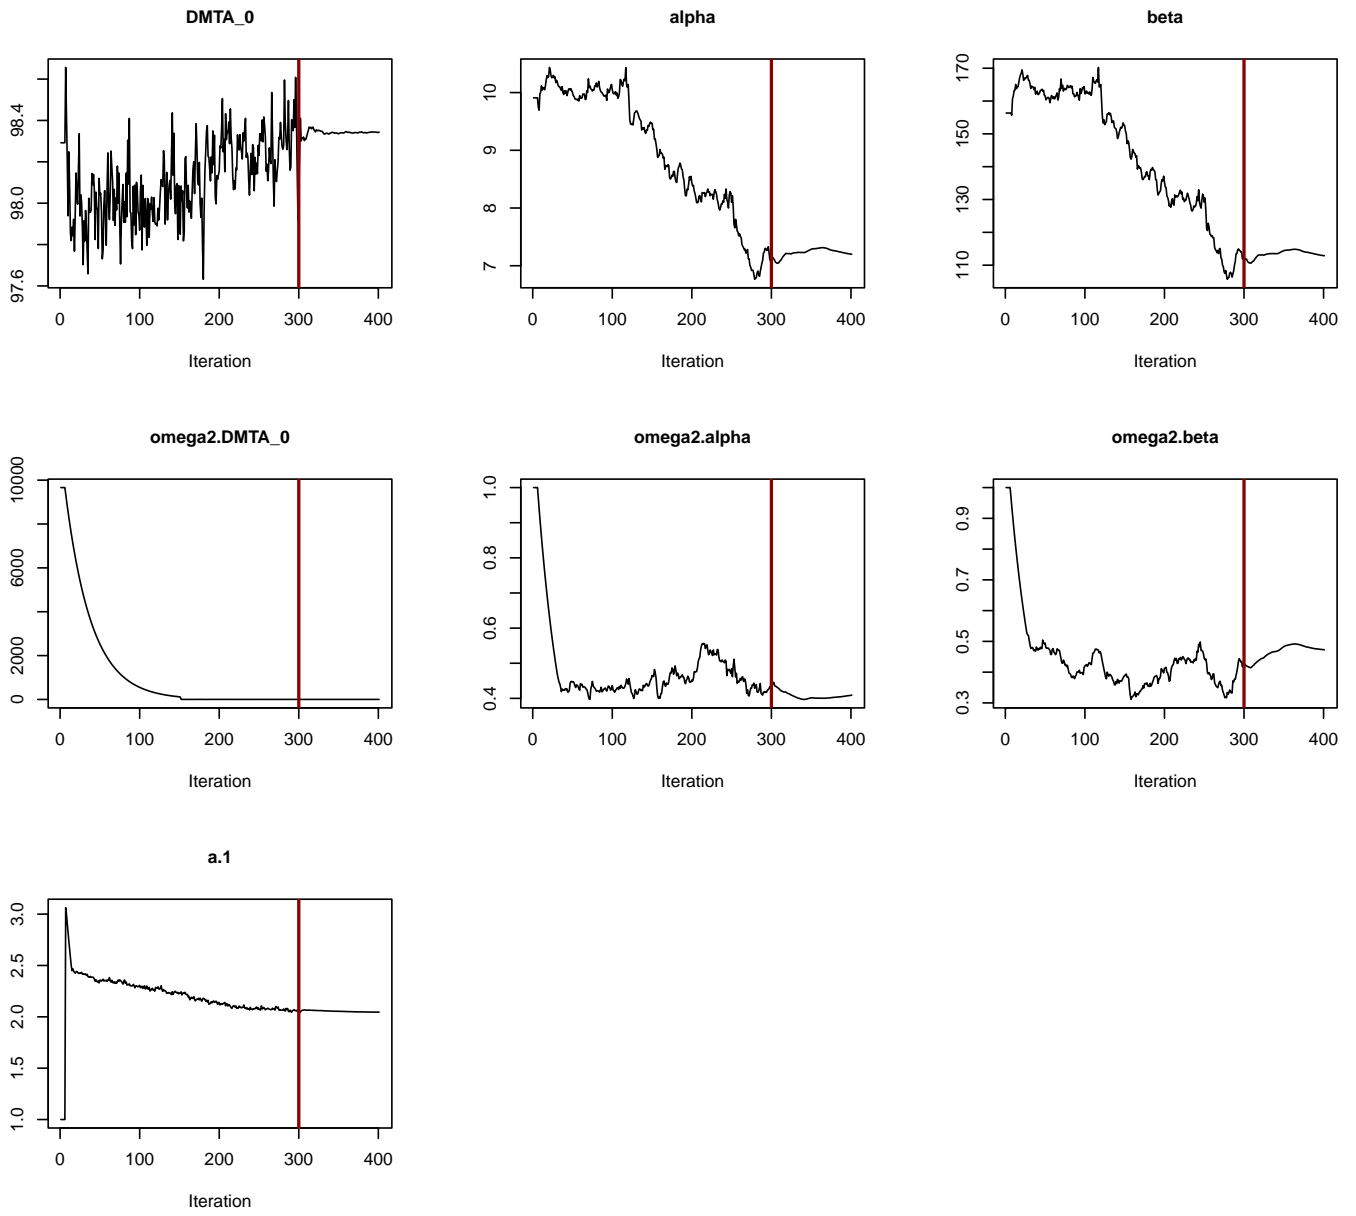 DMTA_0
97.6 98.0 98.4
0 100 200 300 400
Iteration
alpha
7 8 9 10
0 100 200 300 400
Iteration
beta
110 130 150 170
0 100 200 300 400
Iteration
omega2.DMTA_0
0 2000 6000 10000
0 100 200 300 400
Iteration
omega2.alpha
0.4 0.6 0.8 1.0
0 100 200 300 400
Iteration
omega2.beta
0.3 0.5 0.7 0.9
0 100 200 300 400
Iteration
a.1
1.0 1.5 2.0 2.5 3.0
0 100 200 300 400
Iteration